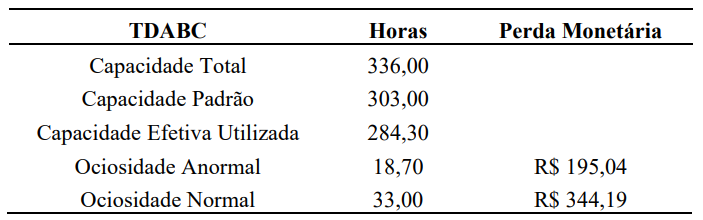 TDABC Horas Perda Monetária
Capacidade Total 336,00
Capacidade Padrão 303,00
Capacidade Efetiva Utilizada 284,30
Ociosidade Anormal 18,70 R$ 195,04
Ociosidade Normal 33,00 R$ 344,19